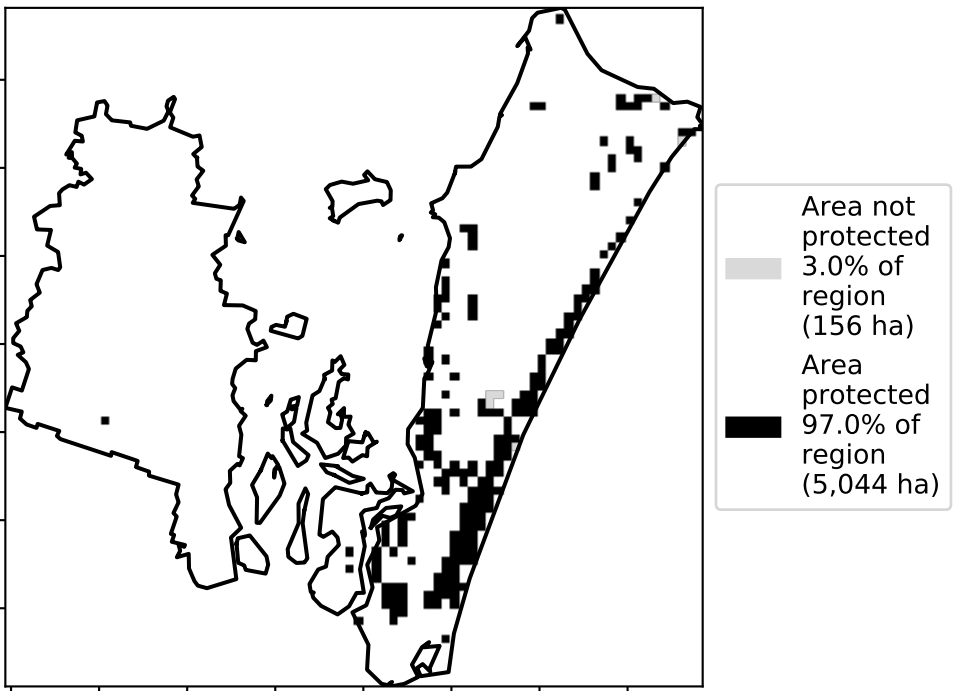 Area not
protected
3.0% of
region
(156 ha)
Area
protected
97.0% of
region
(5,044 ha)